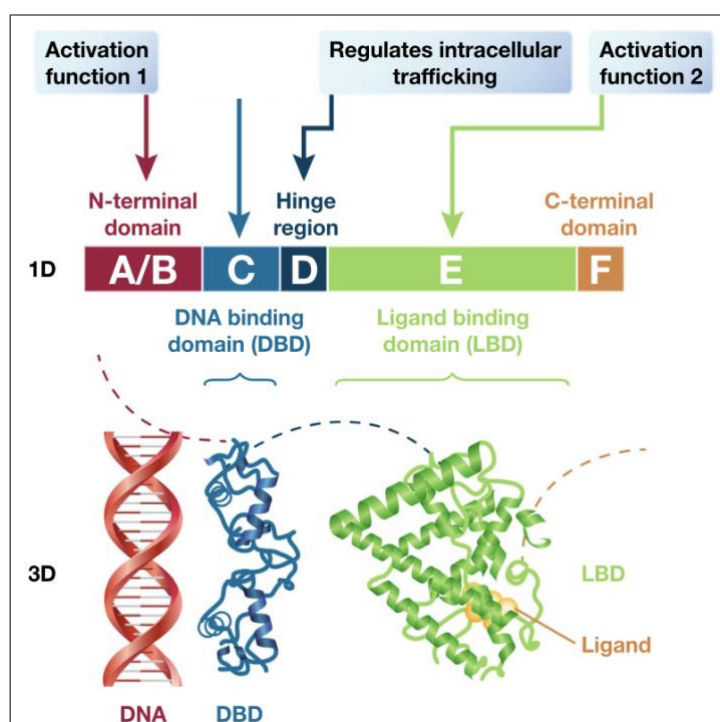 Activation
function 1
Regulates intracellular
trafficking
Activation
function 2
N-terminal
domain
Hinge
region
C-terminal
domain
1D
A/B
C
D
E
F
DNA binding
domain (DBD)
Ligand binding
domain (LBD)
3D
LBD
Ligand
DNA
DBD